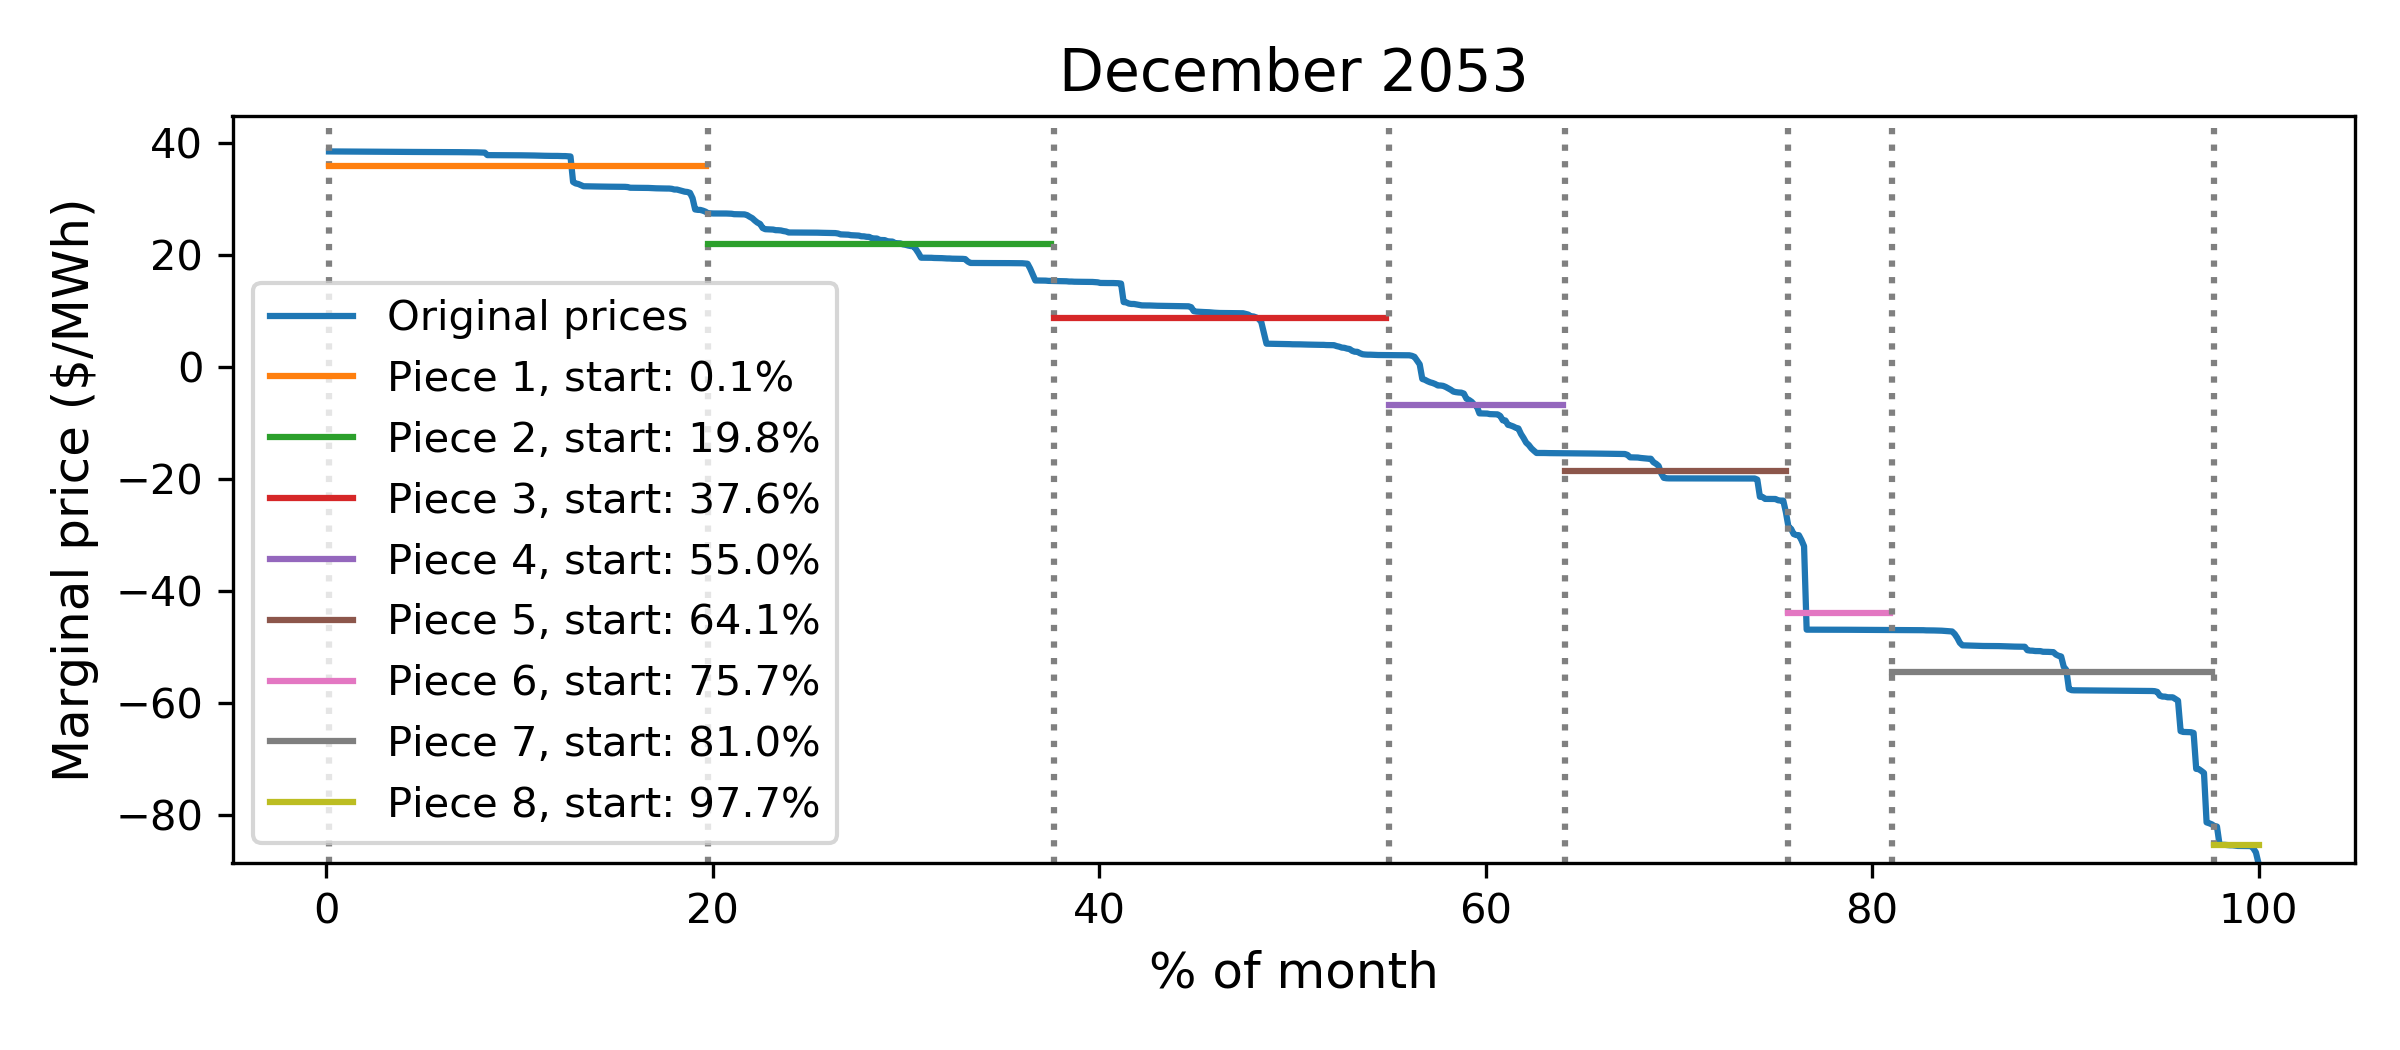 December 2053
Marginal price ($/MWh)
40
20
0
−20
−40
−60
−80
Original prices
Piece 1, start: 0.1%
Piece 2, start: 19.8%
Piece 3, start: 37.6%
Piece 4, start: 55.0%
Piece 5, start: 64.1%
Piece 6, start: 75.7%
Piece 7, start: 81.0%
Piece 8, start: 97.7%
0 20 40 60 80 100
% of month